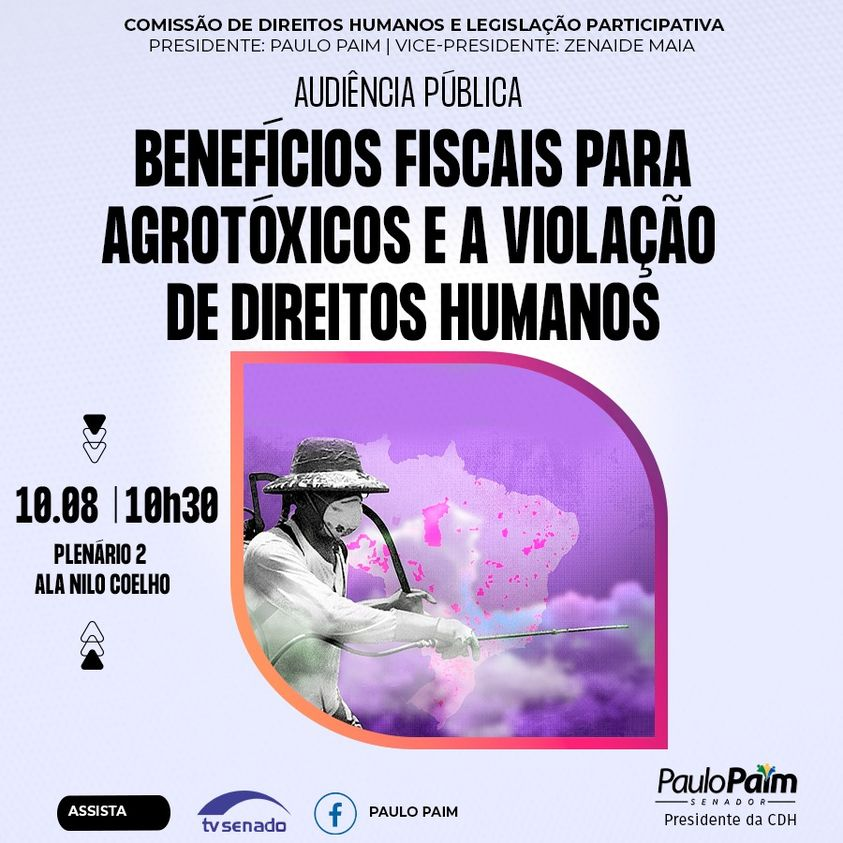 COMISSÃO DE DIREITOS HUMANOS E LEGISLAÇÃO PARTICIPATIVA
PRESIDENTE: PAULO PAIM | VICE-PRESIDENTE: ZENAIDE MAIA
AUDIÊNCIA PÚBLICA
BENEFÍCIOS FISCAIS PARA
AGROTÓXICOS E A VIOLAÇÃO
DE DIREITOS HUMANOS
10.08 | 10h30
PLENÁRIO 2
ALA NILO COELHO
ASSISTA
tv senado
PAULO PAIM
Paulo Paim
SENADOR
Presidente da CDH